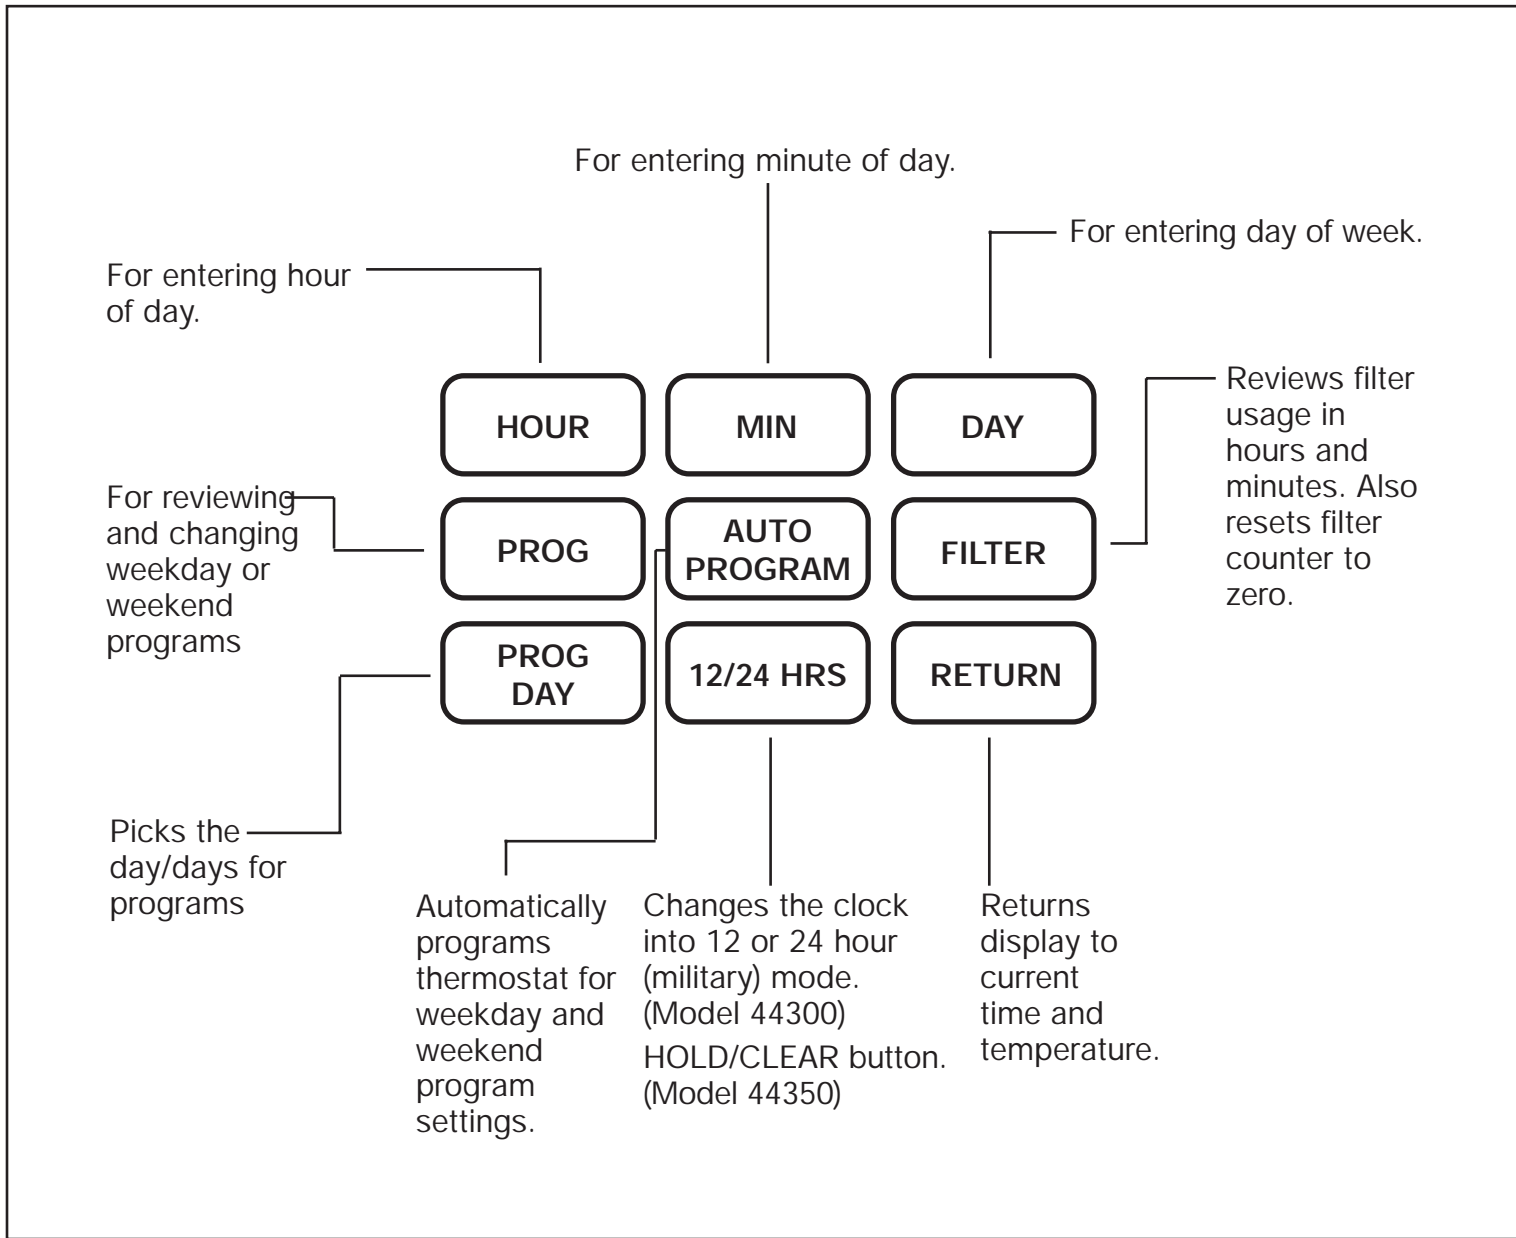 For entering minute of day.
For entering day of week.
For entering hour
of day.
HOUR
MIN
DAY
Reviews filter
usage in
hours and
minutes. Also
resets filter
counter to
zero.
For reviewing
and changing
weekday or
weekend
programs
PROG
AUTO
PROGRAM
FILTER
PROG
DAY
12/24 HRS
RETURN
Picks the
day/days for
programs
Automatically
programs
thermostat for
weekday and
weekend
program
settings.
Changes the clock
into 12 or 24 hour
(military) mode.
(Model 44300)
HOLD/CLEAR button.
(Model 44350)
Returns
display to
current
time and
temperature.